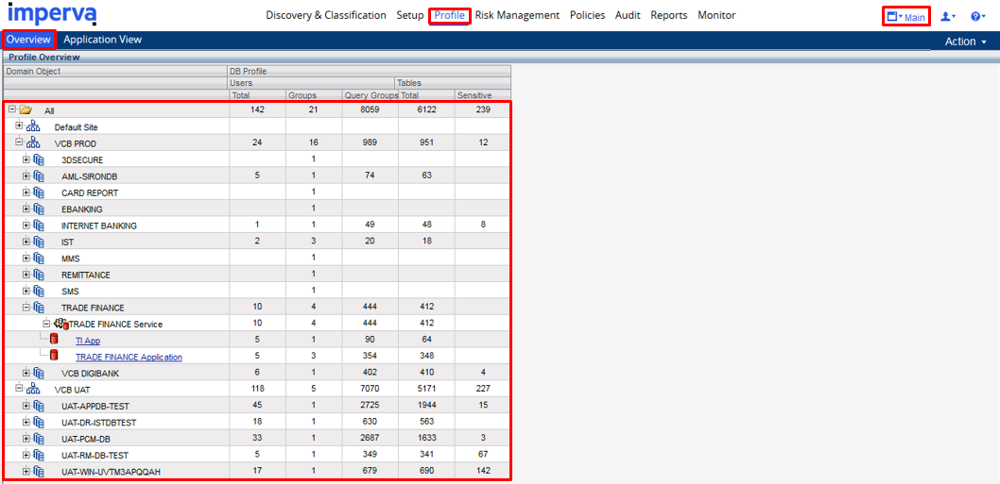 imperva
Discovery & Classification Setup Profile Risk Management Policies Audit Reports Monitor Main
Overview Application View Action
Profile Overview
Domain Object DB Profile
Users Tables
Total Groups Query Groups Total Sensitive
All 142 21 8059 6122 239
Default Site
VCB PROD 24 16 989 951 12
3DSECURE 1
AML-SIRONDB 5 1 74 63
CARD REPORT 1
EBANKING 1
INTERNET BANKING 1 1 49 48 8
IST 2 3 20 18
MMS 1
REMITTANCE 1
SMS 1
TRADE FINANCE 10 4 444 412
TRADE FINANCE Service 10 4 444 412
TI App 5 1 90 64
TRADE FINANCE Application 5 3 354 348
VCB DIGIBANK 6 1 402 410 4
VCB UAT 118 5 7070 5171 227
UAT-APPDB-TEST 45 1 2725 1944 15
UAT-DR-ISTDBTEST 18 1 630 563
UAT-PCM-DB 33 1 2687 1633 3
UAT-RM-DB-TEST 5 1 349 341 67
UAT-WIN-UVTM3APQQAH 17 1 679 690 142